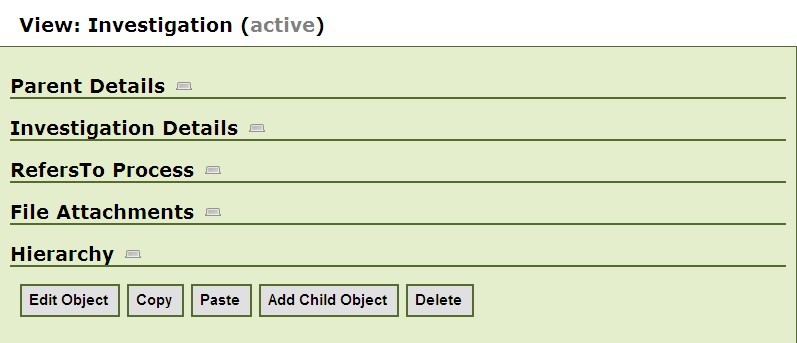 View: Investigation (active)
Parent Details
Investigation Details
RefersTo Process
File Attachments
Hierarchy
Edit Object Copy Paste Add Child Object Delete